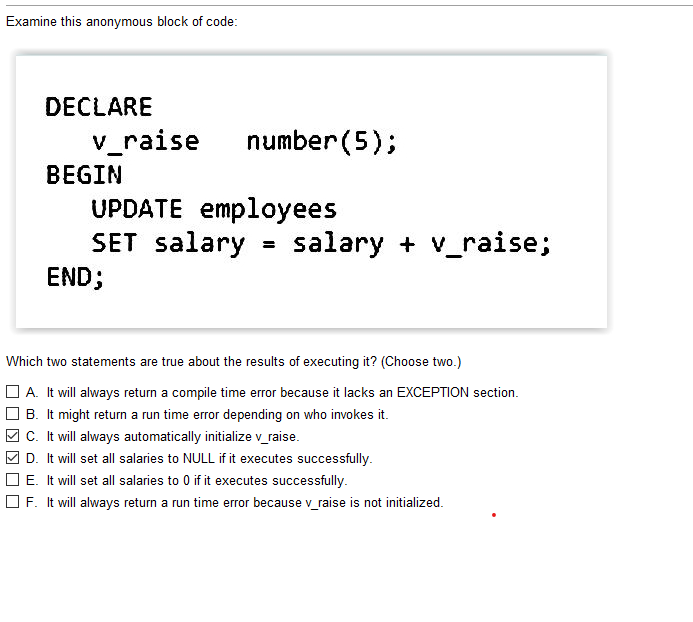 Examine this anonymous block of code:
DECLARE
v_raise number(5);
BEGIN
UPDATE employees
SET salary = salary + v_raise;
END;
Which two statements are true about the results of executing it? (Choose two.)
A. It will always return a compile time error because it lacks an EXCEPTION section.
B. It might return a run time error depending on who invokes it.
C. It will always automatically initialize v_raise.
D. It will set all salaries to NULL if it executes successfully.
E. It will set all salaries to 0 if it executes successfully.
F. It will always return a run time error because v_raise is not initialized.